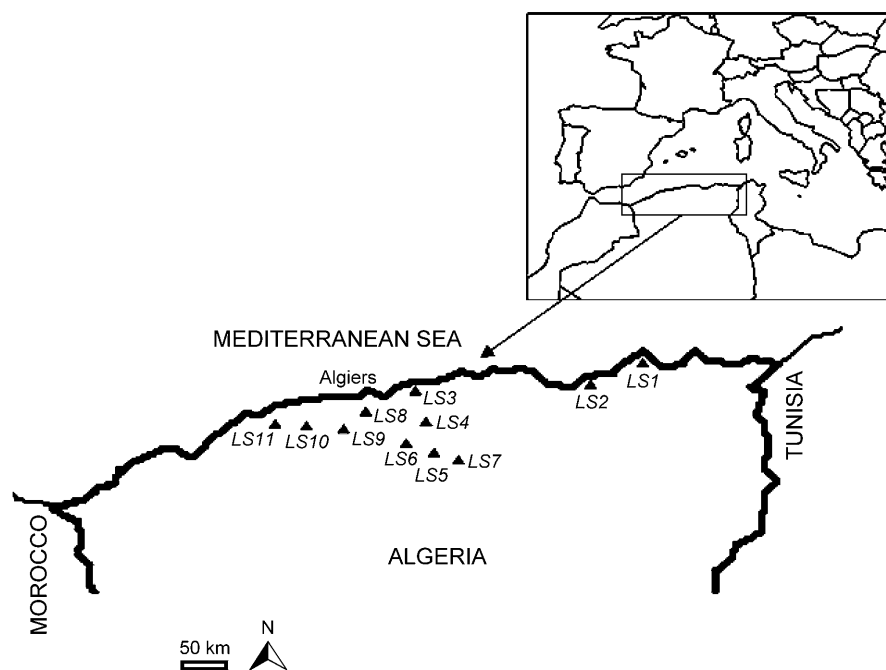 MEDITERRANEAN SEA
Algiers
LS1
LS2
LS3
LS8
LS4
LS11
LS10
LS9
LS6
LS5
LS7
TUNISIA
MOROCCO
ALGERIA
50 km
N